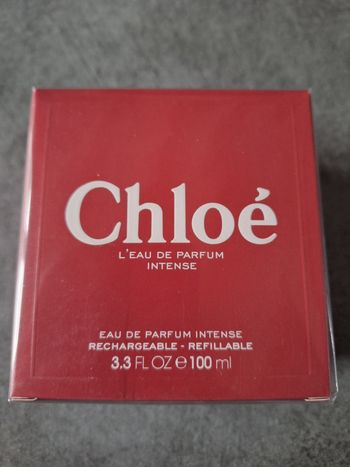 Chloé
L'EAU DE PARFUM
INTENSE
EAU DE PARFUM INTENSE
RECHARGEABLE - REFILLABLE
3.3 FL OZ ℮ 100 ml